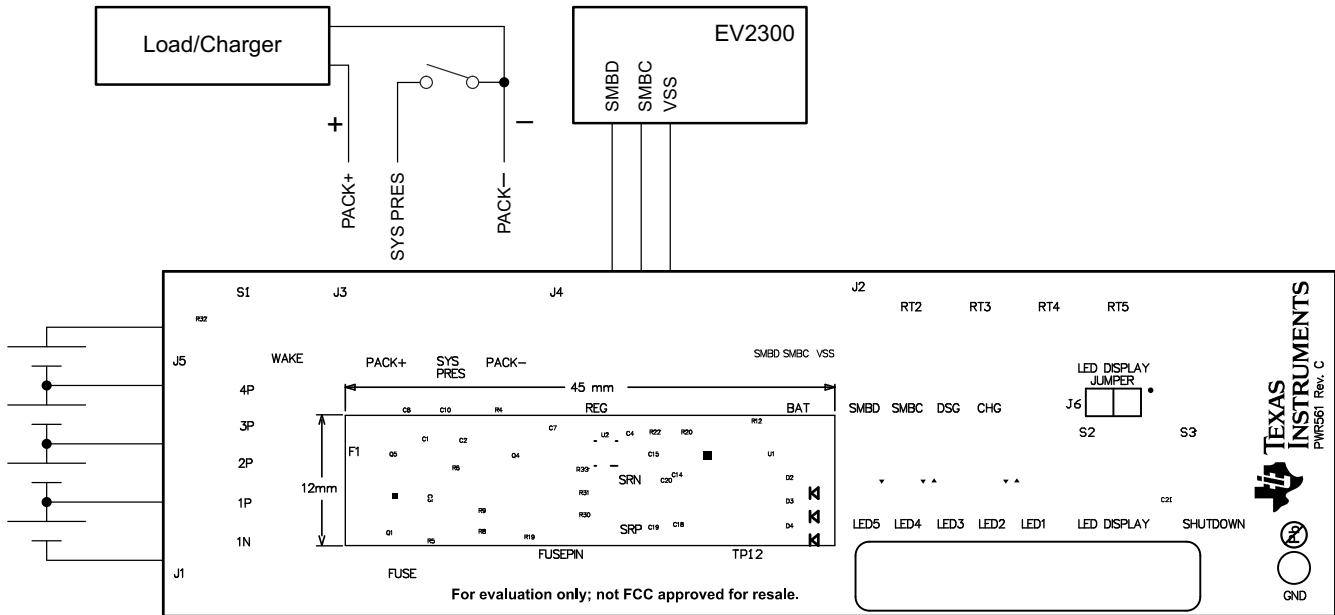 Load/Charger
EV2300
SMBD
SMBC
VSS
+
−
PACK+
SYS PRES
PACK−
S1
J3
J4
J2
RT2
RT3
RT4
RT5
R32
J5
WAKE
PACK+
SYS
PRES
PACK−
SMBD SMBC VSS
LED DISPLAY
JUMPER
J6
S2
S3
TEXAS
INSTRUMENTS
PWR561 Rev. C
4P
3P
2P
1P
1N
J1
45 mm
12mm
C8
C10
R4
REG
R12
BAT
SMBD
SMBC
DSG
CHG
F1
C1
C2
C7
U2
C4
R22
R20
Q5
R6
Q4
C15
U1
R33
SRN
C20
C14
D2
C3
R31
D3
R9
R30
Q1
R5
R8
R19
SRP
C19
C18
D4
C21
LED5
LED4
LED3
LED2
LED1
LED DISPLAY
SHUTDOWN
FUSEPIN
TP12
FUSE
For evaluation only; not FCC approved for resale.
Pb
GND